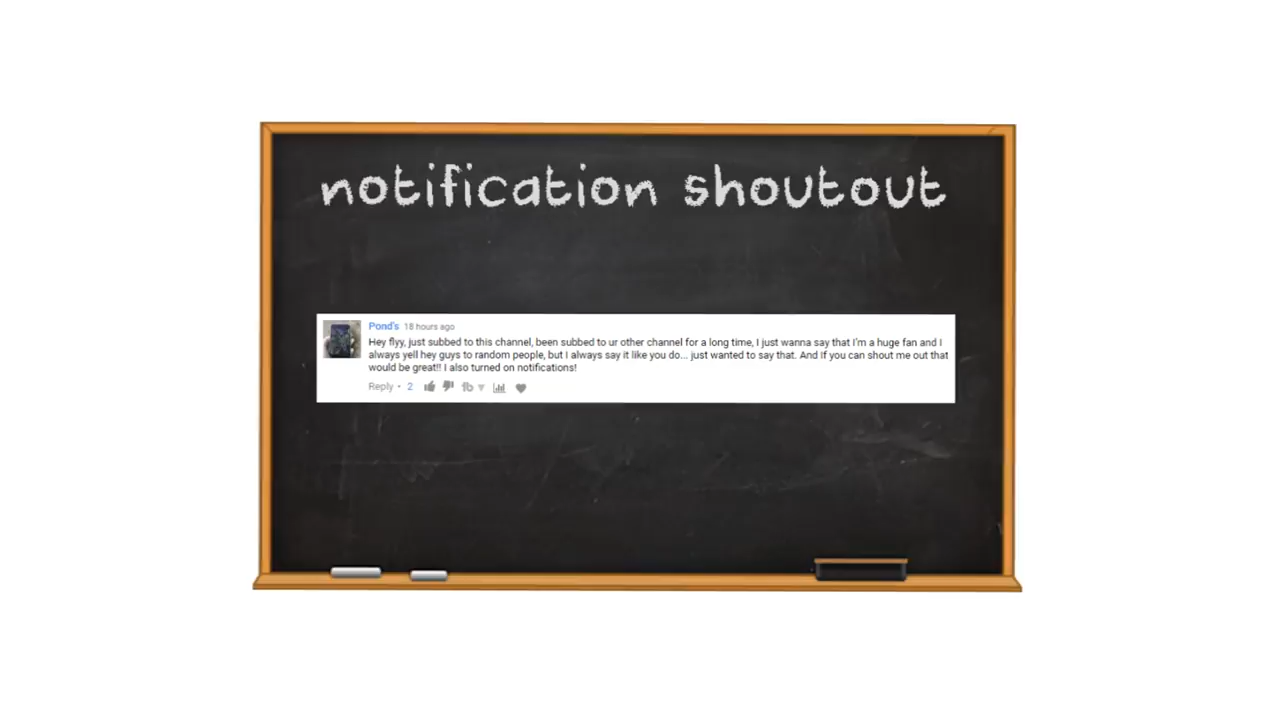 notification shoutout
Pond's 18 hours ago
Hey flyy, just subbed to this channel, been subbed to ur other channel for a long time, I just wanna say that I'm a huge fan and I
always yell hey guys to random people, but I always say it like you do... just wanted to say that. And If you can shout me out that
would be great!! I also turned on notifications!
Reply • 2